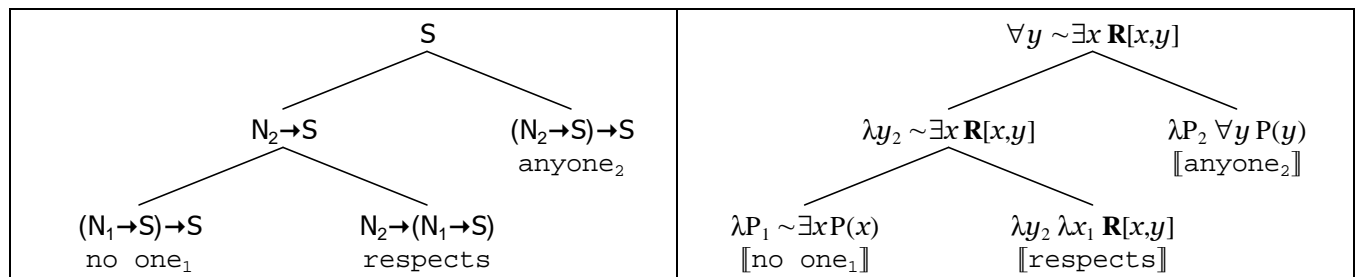 S
∀y ~∃x R[x,y]
N₂→S
(N₂→S)→S
λy₂ ~∃x R[x,y]
λP₂ ∀y P(y)
anyone₂
⟦anyone₂⟧
(N₁→S)→S
N₂→(N₁→S)
λP₁ ~∃x P(x)
λy₂ λx₁ R[x,y]
no one₁
respects
⟦no one₁⟧
⟦respects⟧